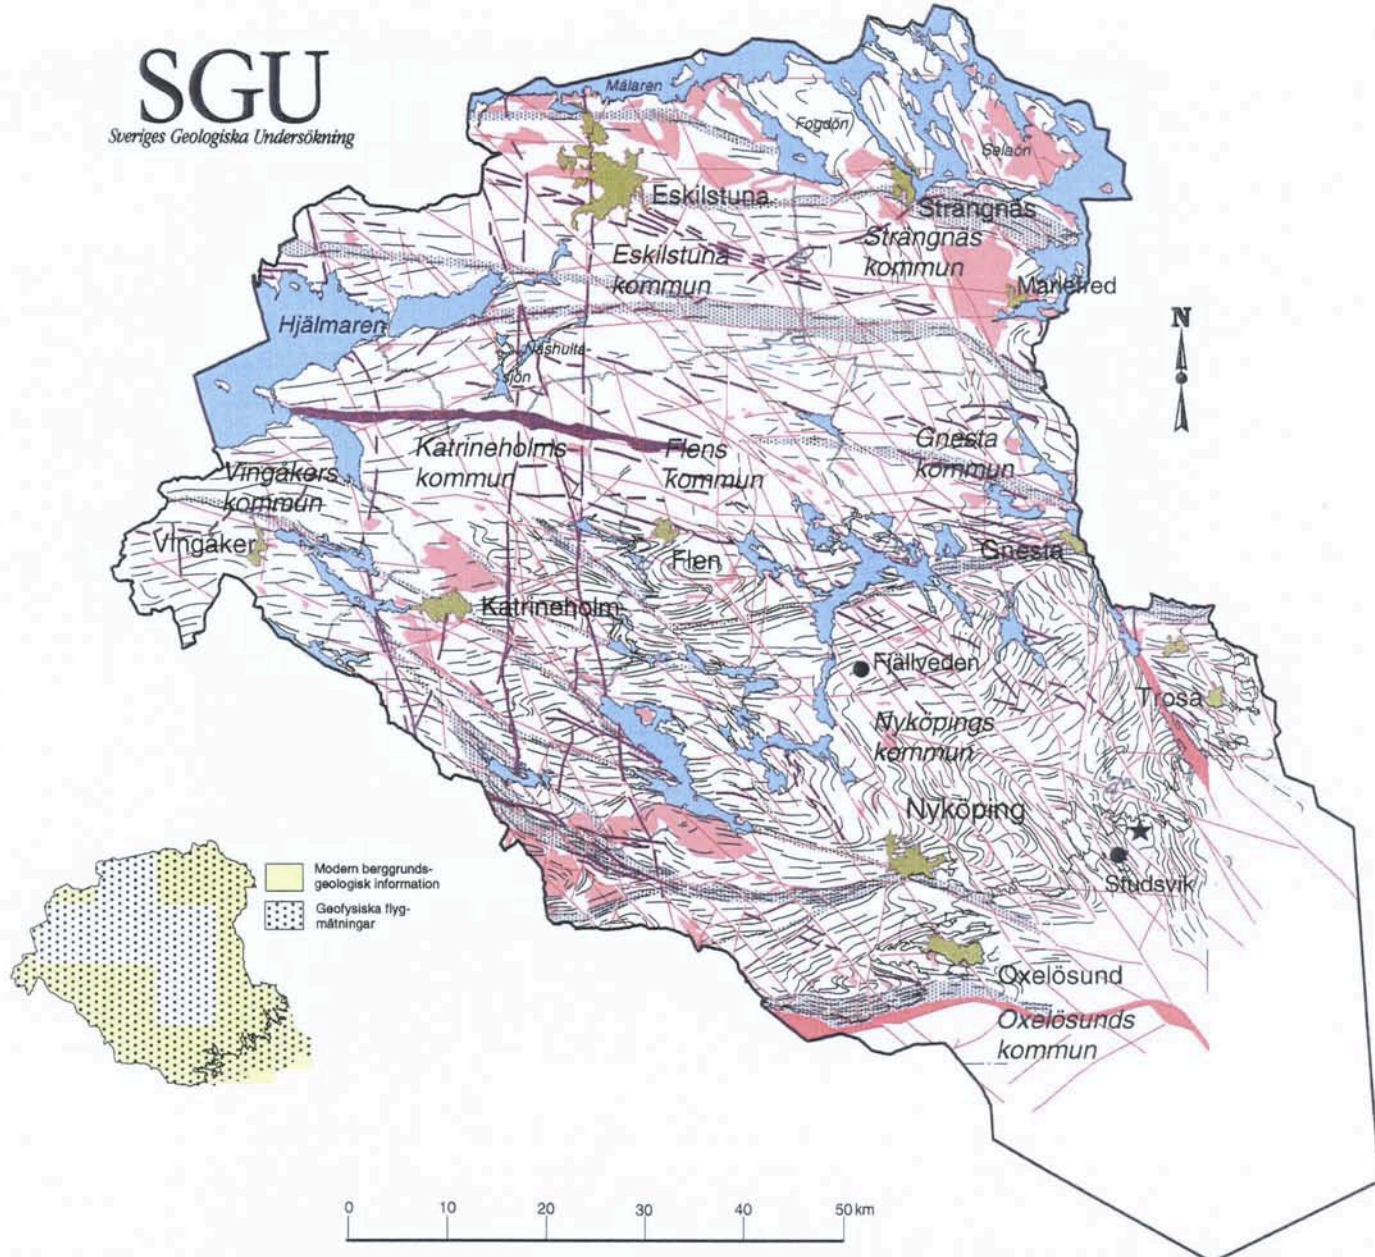 SGU
Sveriges Geologiska Undersökning
Mälaren
Fogdön
Selaön
Eskilstuna
Strängnäs
Strängnäs
kommun
Eskilstuna
kommun
Mariefred
Hjälmaren
Näshulta-
sjön
N
Katrineholms
kommun
Flens
kommun
Gnesta
kommun
Vingåkers
kommun
Vingåker
Flen
Gnesta
Katrineholm
Fjällveden
Trosa
Nyköpings
kommun
Nyköping
Studsvik
Oxelösund
Oxelösunds
kommun
Modern berggrunds-
geologisk information
Geofysiska flyg-
mätningar
0 10 20 30 40 50 km